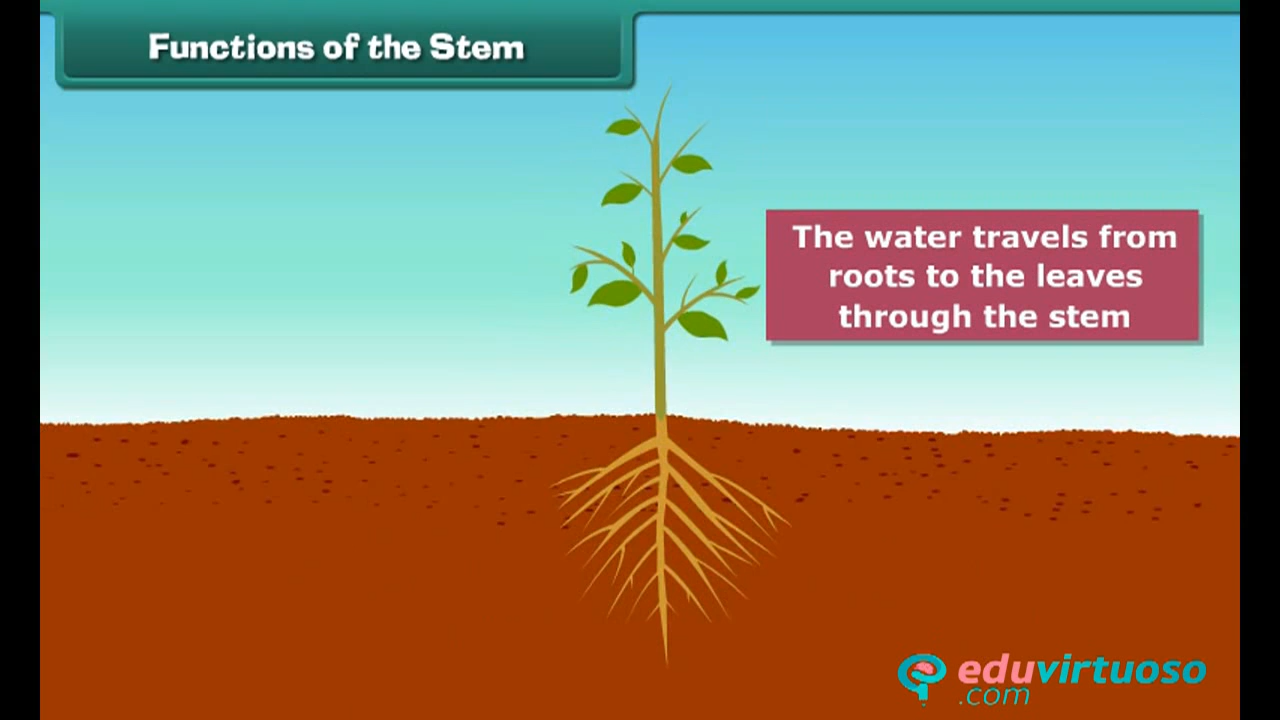 Functions of the Stem
The water travels from
roots to the leaves
through the stem
eduvirtuoso
.com